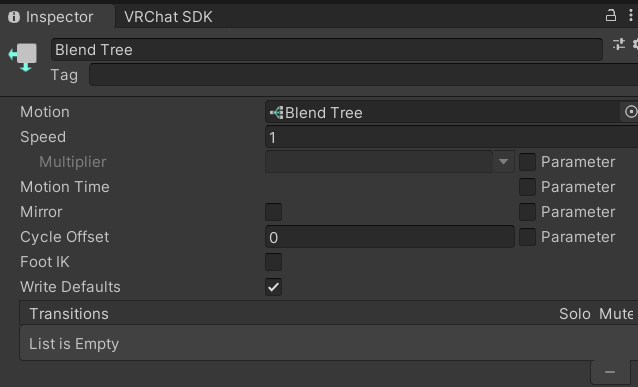 Inspector VRChat SDK
Blend Tree
Tag
Motion Blend Tree
Speed 1
Multiplier Parameter
Motion Time Parameter
Mirror Parameter
Cycle Offset 0 Parameter
Foot IK
Write Defaults
Transitions Solo Mute
List is Empty